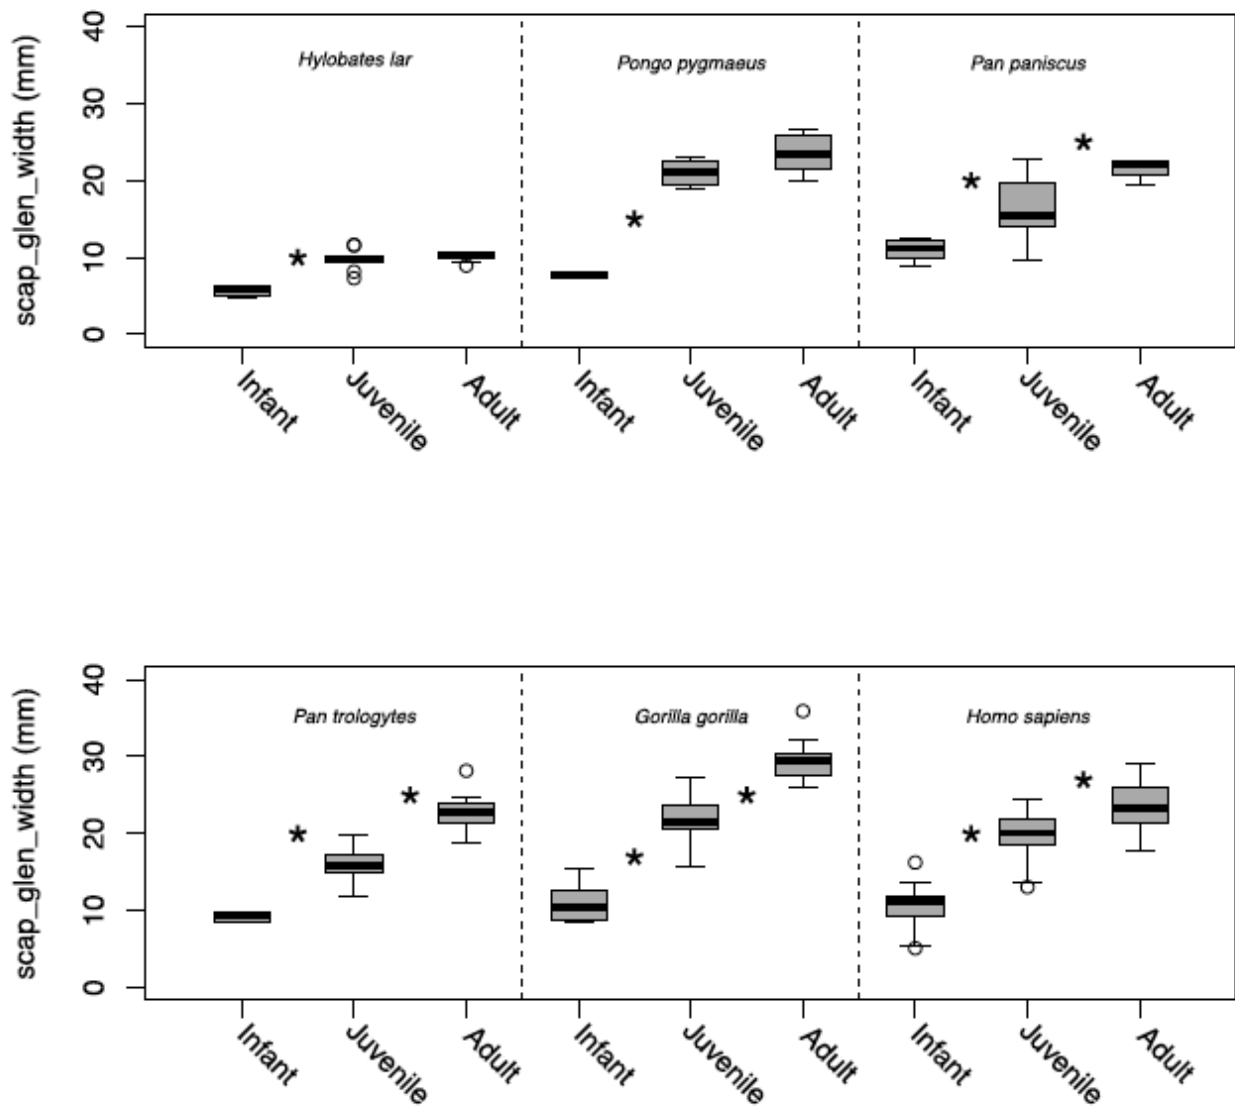 scap_glen_width (mm)
40
30
20
10
0
Hylobates lar
Pongo pygmaeus
Pan paniscus
*
*
*
*
Infant
Juvenile
Adult
Infant
Juvenile
Adult
Infant
Juvenile
Adult
scap_glen_width (mm)
40
30
20
10
0
Pan trologytes
Gorilla gorilla
Homo sapiens
*
*
*
*
*
*
Infant
Juvenile
Adult
Infant
Juvenile
Adult
Infant
Juvenile
Adult